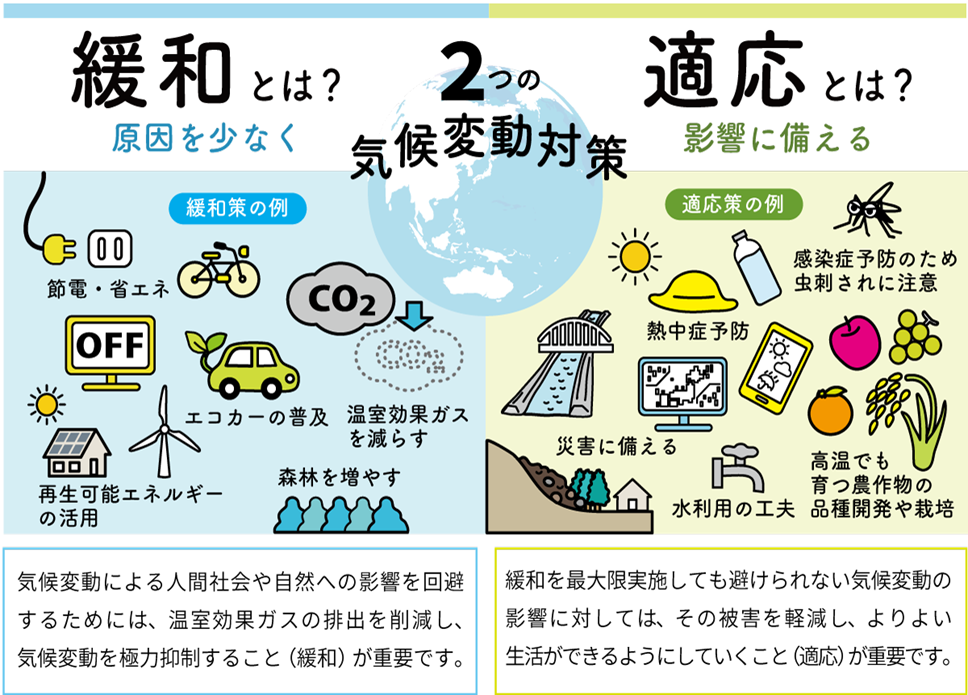 緩和とは？
原因を少なく
2つの
気候変動対策
適応とは？
影響に備える
緩和策の例
節電・省エネ
OFF
CO2
CO2
エコカーの普及
温室効果ガス
を減らす
再生可能エネルギー
の活用
森林を増やす
適応策の例
感染症予防のため
虫刺されに注意
熱中症予防
災害に備える
水利用の工夫
高温でも
育つ農作物の
品種開発や栽培
気候変動による人間社会や自然への影響を回避
するためには、温室効果ガスの排出を削減し、
気候変動を極力抑制すること（緩和）が重要です。
緩和を最大限実施しても避けられない気候変動の
影響に対しては、その被害を軽減し、よりよい
生活ができるようにしていくこと（適応）が重要です。